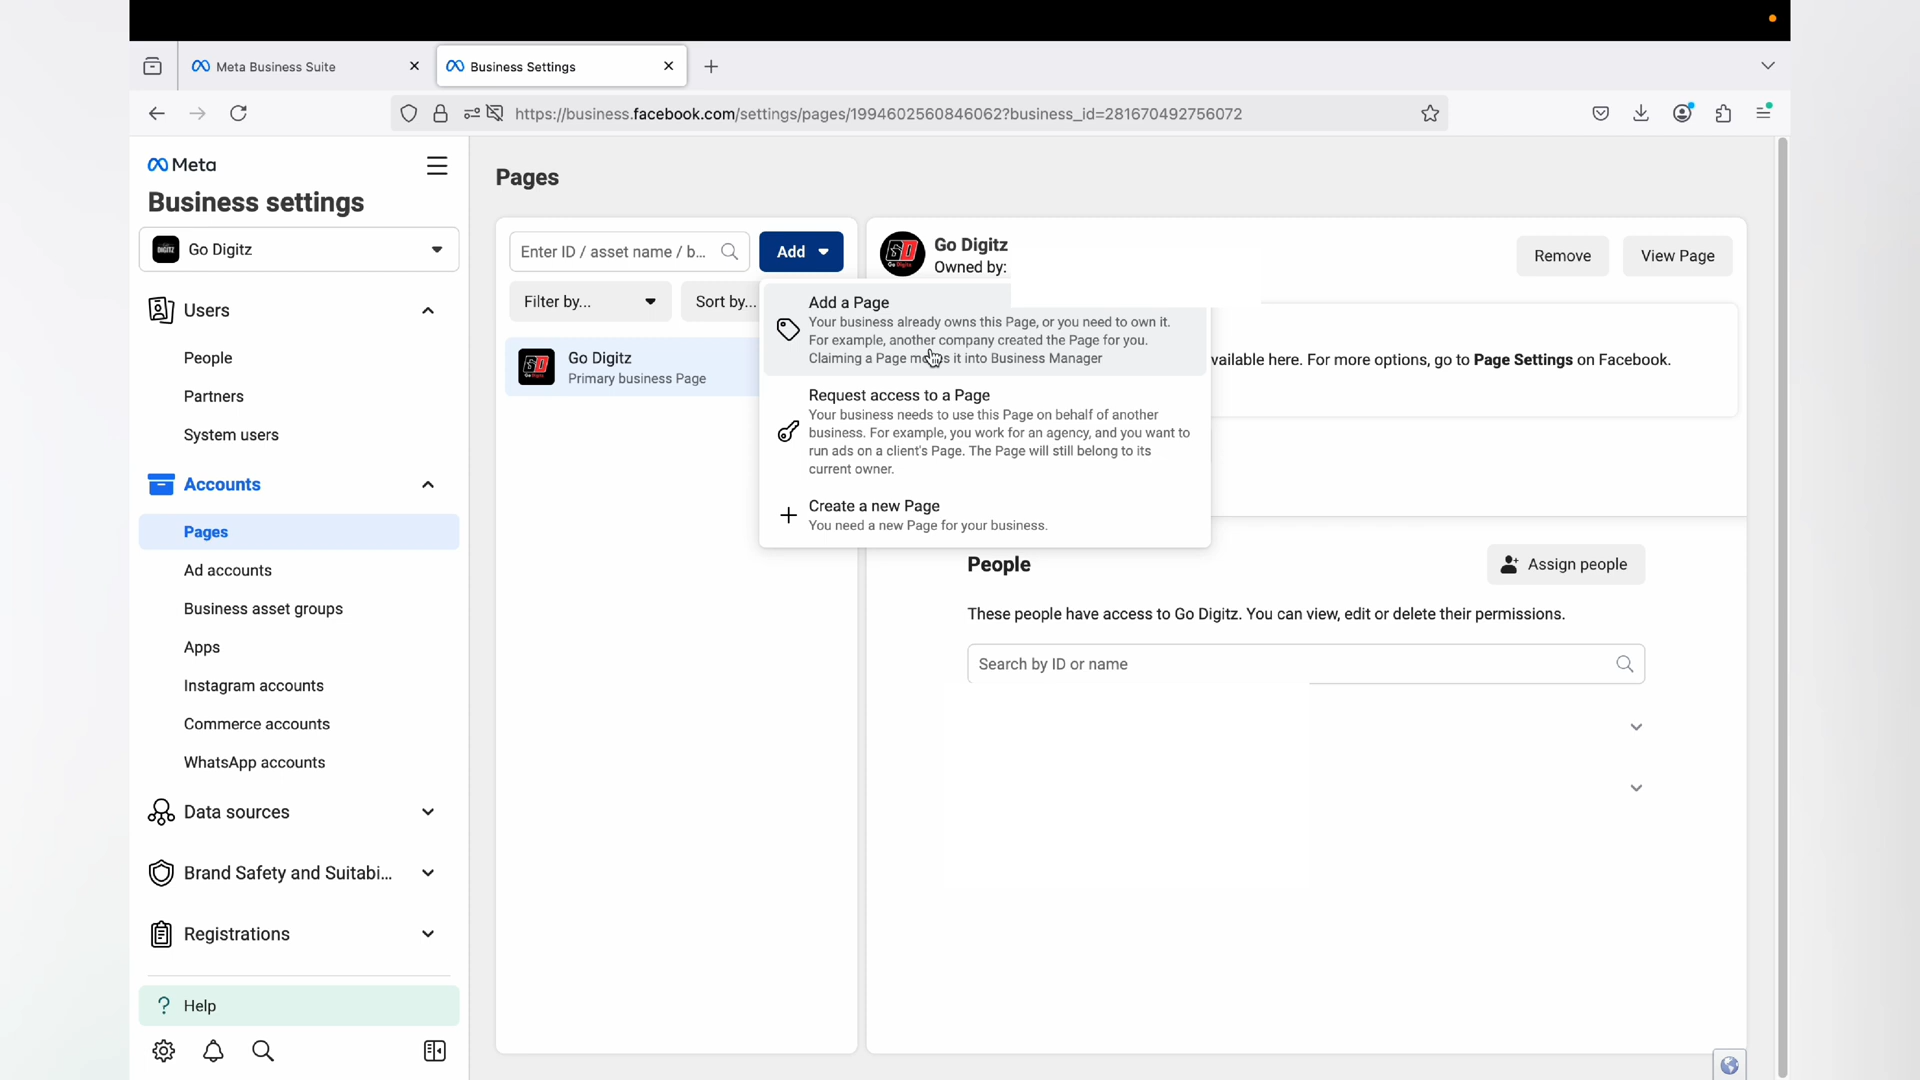 Meta Business Suite
Business Settings
https://business.facebook.com/settings/pages/1994602560846062?business_id=281670492756072
Meta
Business settings
Go Digitz
Users
People
Partners
System users
Accounts
Pages
Ad accounts
Business asset groups
Apps
Instagram accounts
Commerce accounts
WhatsApp accounts
Data sources
Brand Safety and Suitabi...
Registrations
? Help
Pages
Enter ID / asset name / b...
Add
Filter by...
Sort by...
Go Digitz
Primary business Page
Add a Page
Your business already owns this Page, or you need to own it.
For example, another company created the Page for you.
Claiming a Page it into Business Manager
Request access to a Page
Your business needs to use this Page on behalf of another
business. For example, you work for an agency, and you want to
run ads on a client's Page. The Page will still belong to its
current owner.
Create a new Page
You need a new Page for your business.
Go Digitz
Owned by:
Remove
View Page
vailable here. For more options, go to Page Settings on Facebook.
People
Assign people
These people have access to Go Digitz. You can view, edit or delete their permissions.
Search by ID or name